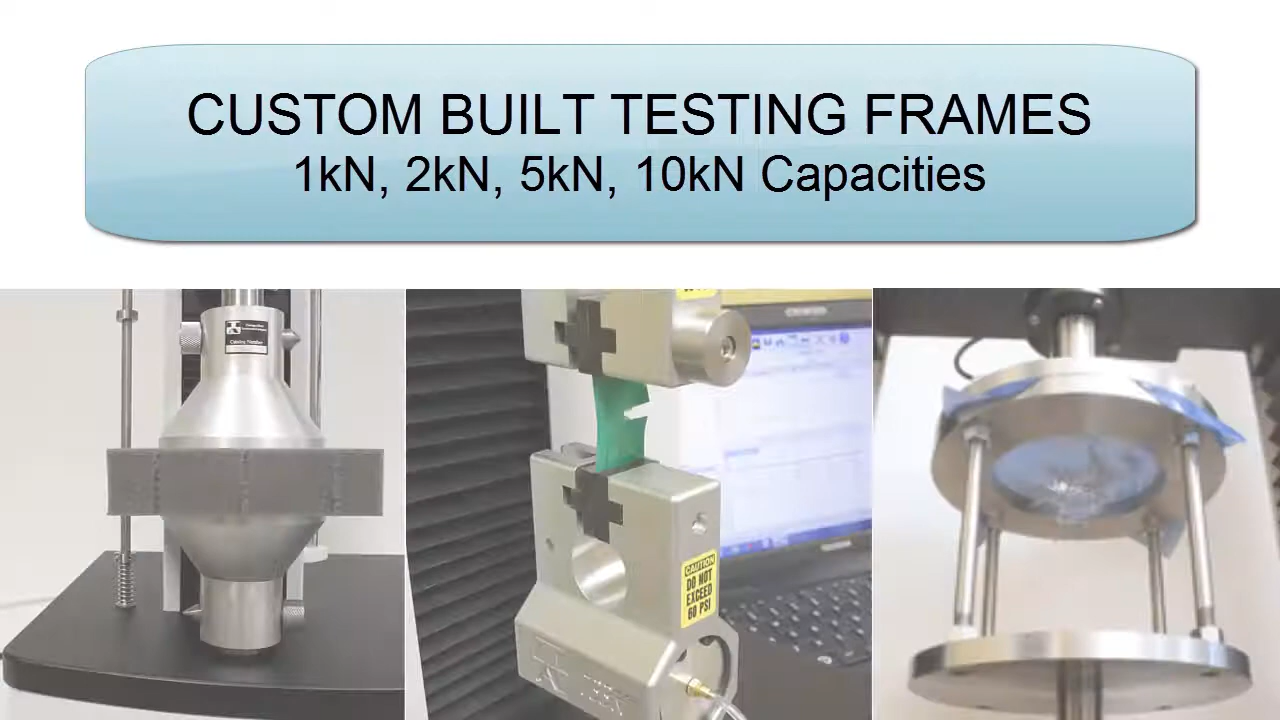 CUSTOM BUILT TESTING FRAMES
1kN, 2kN, 5kN, 10kN Capacities
CAUTION
DO NOT
EXCEED
60 PSI